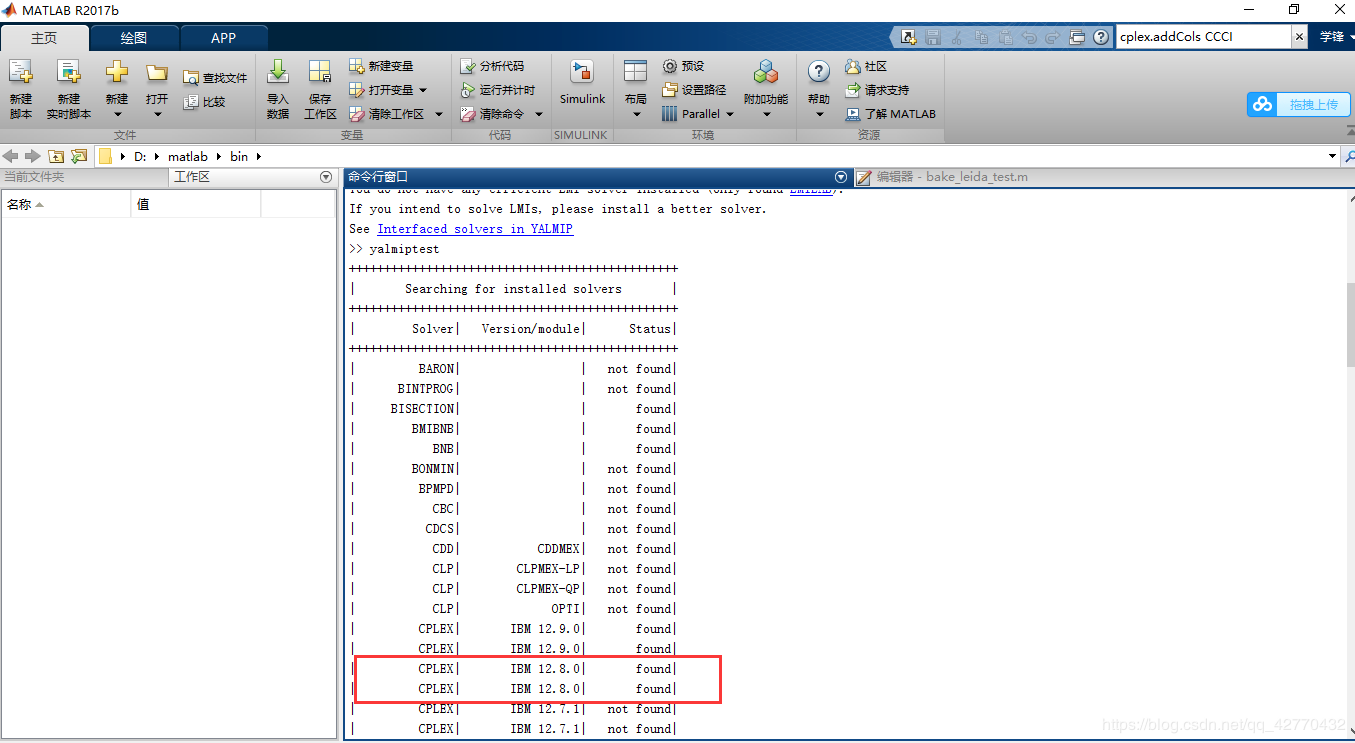 MATLAB R2017b
主页 绘图 APP cplex.addCols CCCI 学锋
新建脚本 新建实时脚本 新建 打开 查找文件 比较 导入数据 保存工作区 新建变量 打开变量 清除工作区 分析代码 运行并计时 清除命令 Simulink 布局 预设 设置路径 Parallel 附加功能 帮助 社区 请求支持 了解 MATLAB
拖拽上传
文件 变量 代码 SIMULINK 环境 资源
D: matlab bin
当前文件夹 工作区 命令行窗口 编辑器 - bake_leida_test.m
名称 值
You do not have any efficient LMI solver installed (only found LMILAB).
If you intend to solve LMIs, please install a better solver.
See Interfaced solvers in YALMIP
>> yalmiptest
+++++++++++++++++++++++++++++++++++++++++++++++
| Searching for installed solvers |
+++++++++++++++++++++++++++++++++++++++++++++++
| Solver| Version/module| Status|
+++++++++++++++++++++++++++++++++++++++++++++++
| BARON| | not found|
| BINTPROG| | not found|
| BISECTION| | found|
| BMIBNB| | found|
| BNB| | found|
| BONMIN| | not found|
| BPMPD| | not found|
| CBC| | not found|
| CDCS| | not found|
| CDD| CDDMEX| not found|
| CLP| CLPMEX-LP| not found|
| CLP| CLPMEX-QP| not found|
| CLP| OPTI| not found|
| CPLEX| IBM 12.9.0| found|
| CPLEX| IBM 12.9.0| found|
| CPLEX| IBM 12.8.0| found|
| CPLEX| IBM 12.8.0| found|
| CPLEX| IBM 12.7.1| not found|
| CPLEX| IBM 12.7.1| not found|
https://blog.csdn.net/qq_42770432